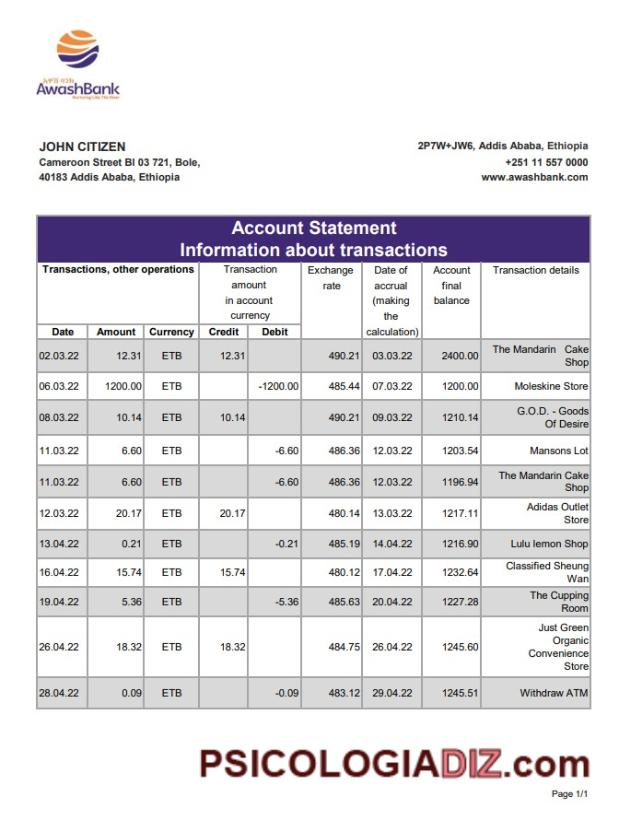 አዋሽ ባንክ
AwashBank
Nurturing Like The River
JOHN CITIZEN
Cameroon Street Bl 03 721, Bole,
40183 Addis Ababa, Ethiopia
2P7W+JW6, Addis Ababa, Ethiopia
+251 11 557 0000
www.awashbank.com
Account Statement
Information about transactions
Transactions, other operations
Transaction
amount
in account
currency
Exchange
rate
Date of
accrual
(making
the
calculation)
Account
final
balance
Transaction details
Date Amount Currency Credit Debit
02.03.22 12.31 ETB 12.31 490.21 03.03.22 2400.00 The Mandarin Cake
Shop
06.03.22 1200.00 ETB -1200.00 485.44 07.03.22 1200.00 Moleskine Store
08.03.22 10.14 ETB 10.14 490.21 09.03.22 1210.14 G.O.D. - Goods
Of Desire
11.03.22 6.60 ETB -6.60 486.36 12.03.22 1203.54 Mansons Lot
11.03.22 6.60 ETB -6.60 486.36 12.03.22 1196.94 The Mandarin Cake
Shop
12.03.22 20.17 ETB 20.17 480.14 13.03.22 1217.11 Adidas Outlet
Store
13.04.22 0.21 ETB -0.21 485.19 14.04.22 1216.90 Lulu lemon Shop
16.04.22 15.74 ETB 15.74 480.12 17.04.22 1232.64 Classified Sheung
Wan
19.04.22 5.36 ETB -5.36 485.63 20.04.22 1227.28 The Cupping
Room
26.04.22 18.32 ETB 18.32 484.75 26.04.22 1245.60 Just Green
Organic
Convenience
Store
28.04.22 0.09 ETB -0.09 483.12 29.04.22 1245.51 Withdraw ATM
PSICOLOGIADIZ.com
Page 1/1